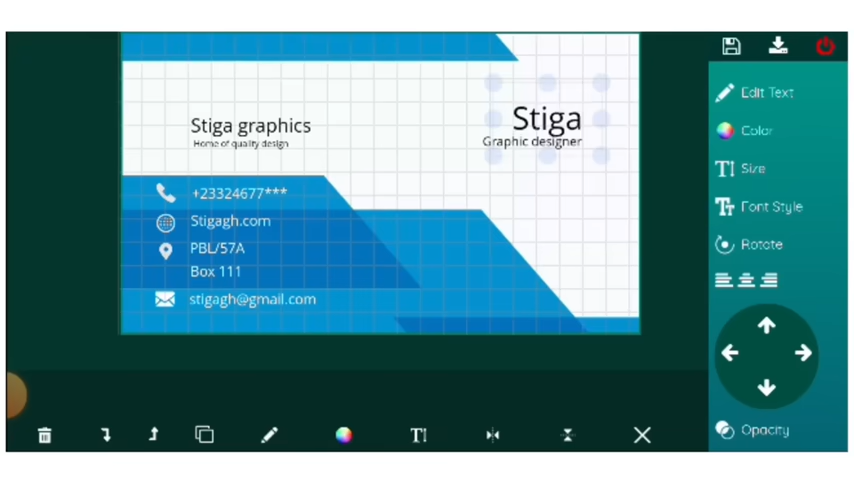 Stiga graphics
Home of quality design
Stiga
Graphic designer
+23324677***
Stigagh.com
PBL/57A
Box 111
stigagh@gmail.com
Edit Text
Color
Size
Font Style
Rotate
Opacity